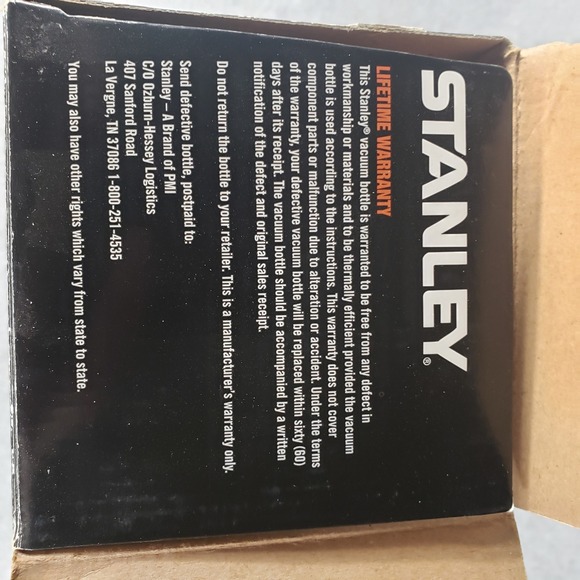 STANLEY®
LIFETIME WARRANTY
This Stanley® vacuum bottle is warranted to be free from any defect in
workmanship or materials and to be thermally efficient provided the vacuum
bottle is used according to the instructions. This warranty does not cover
component parts or malfunction due to alteration or accident. Under the terms
of the warranty, your defective vacuum bottle will be replaced within sixty (60)
days after its receipt. The vacuum bottle should be accompanied by a written
notification of the defect and original sales receipt.
Do not return the bottle to your retailer. This is a manufacturer's warranty only.
Send defective bottle, postpaid to:
Stanley – A Brand of PMI
C/O Ozburn-Hessey Logistics
407 Sanford Road
La Vergne, TN 37086 1-800-251-4535
You may also have other rights which vary from state to state.